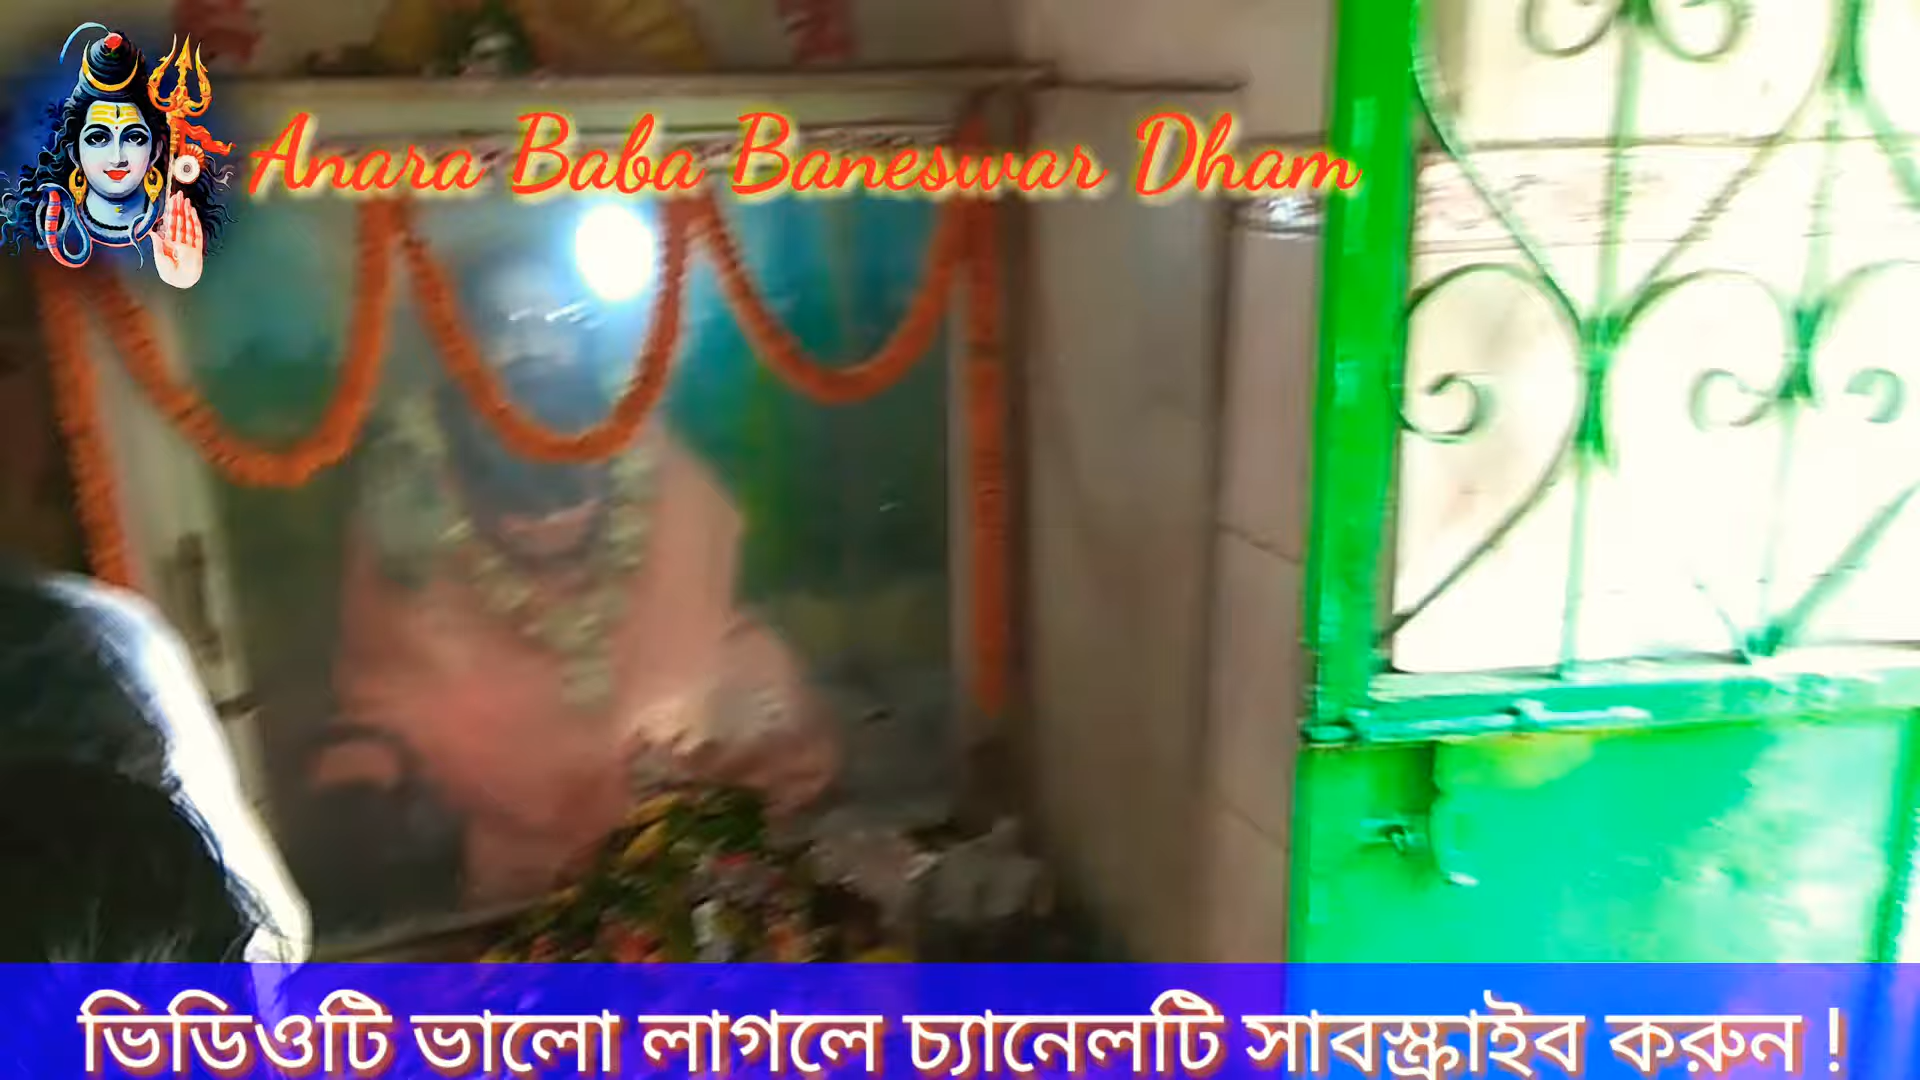 Anara Baba Baneswar Dham
ভিডিওটি ভালো লাগলে চ্যানেলটি সাবস্ক্রাইব করুন !